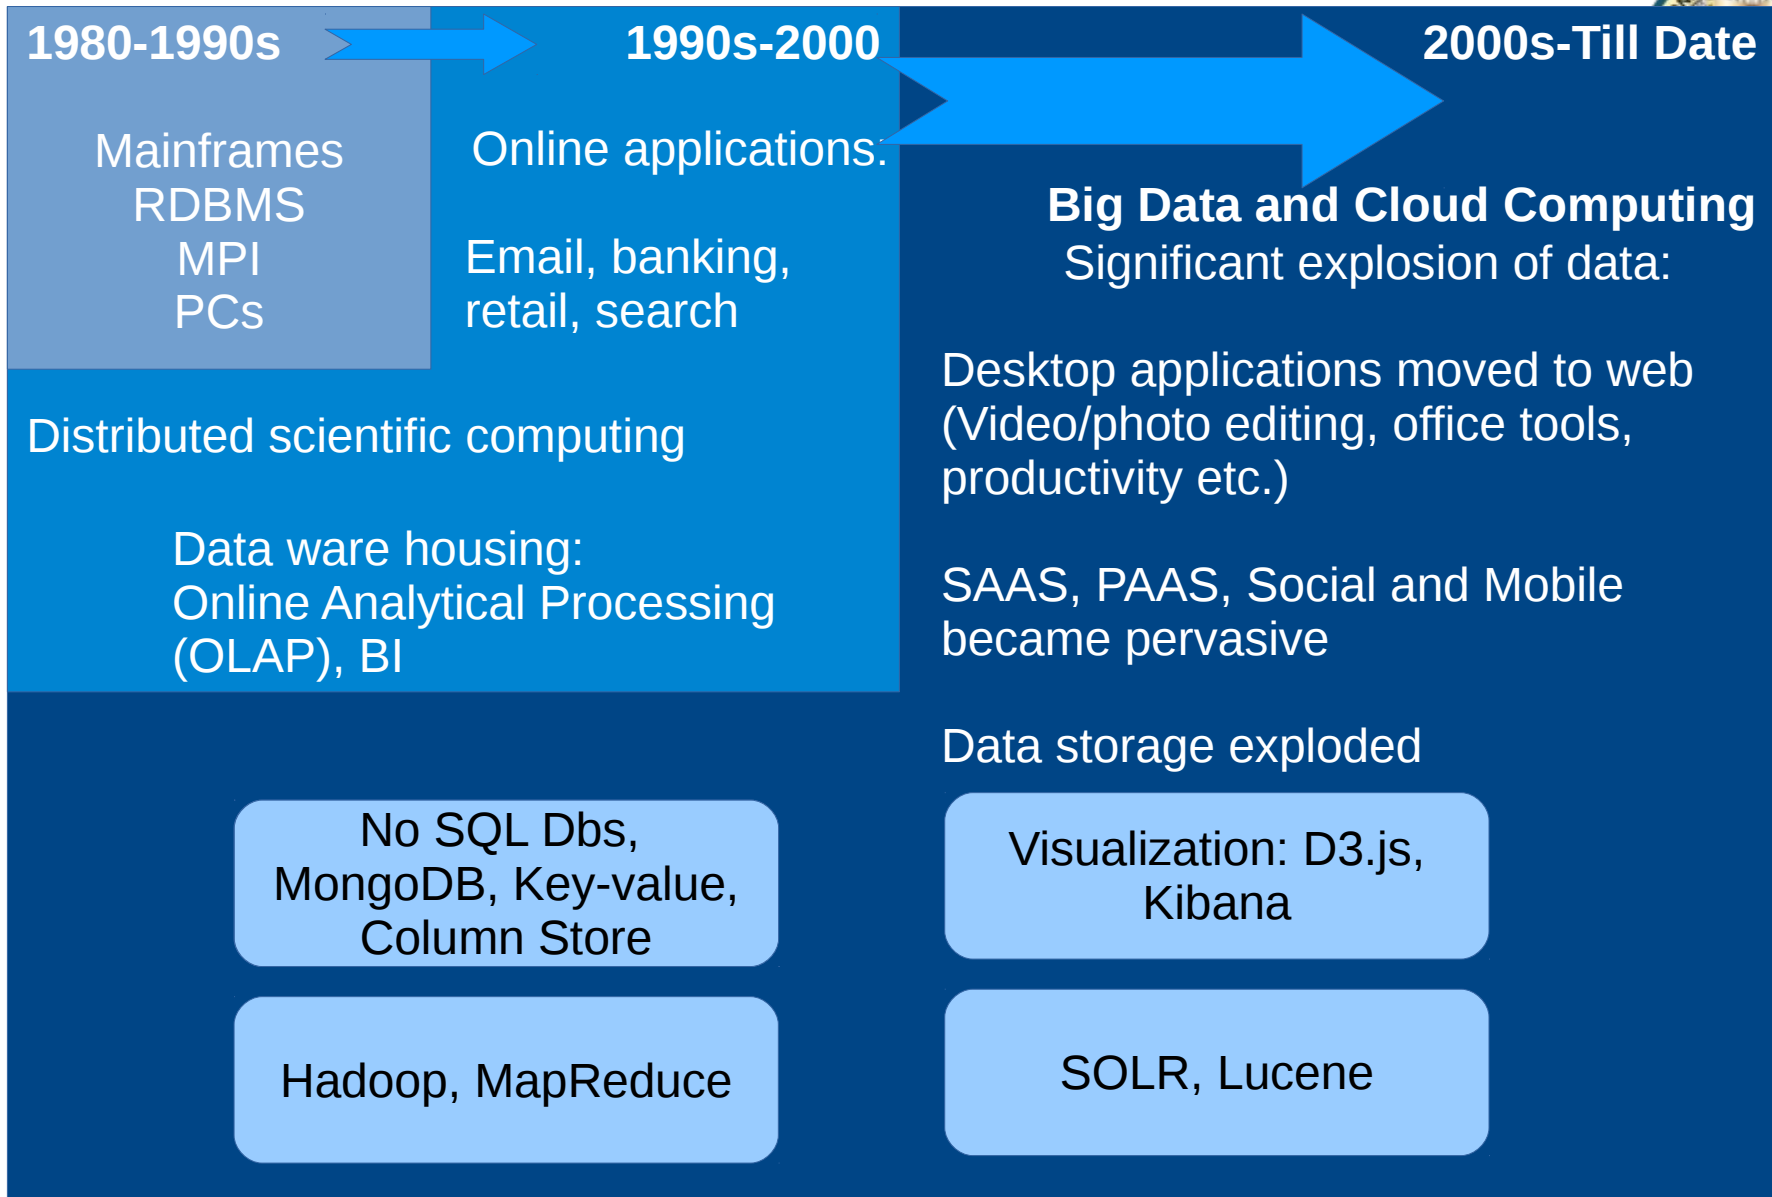 1980-1990s
Mainframes
RDBMS
MPI
PCs
1990s-2000
Online applications:
Email, banking,
retail, search
Distributed scientific computing
Data ware housing:
Online Analytical Processing
(OLAP), BI
2000s-Till Date
Big Data and Cloud Computing
Significant explosion of data:
Desktop applications moved to web
(Video/photo editing, office tools,
productivity etc.)
SAAS, PAAS, Social and Mobile
became pervasive
Data storage exploded
No SQL Dbs,
MongoDB, Key-value,
Column Store
Visualization: D3.js,
Kibana
Hadoop, MapReduce
SOLR, Lucene